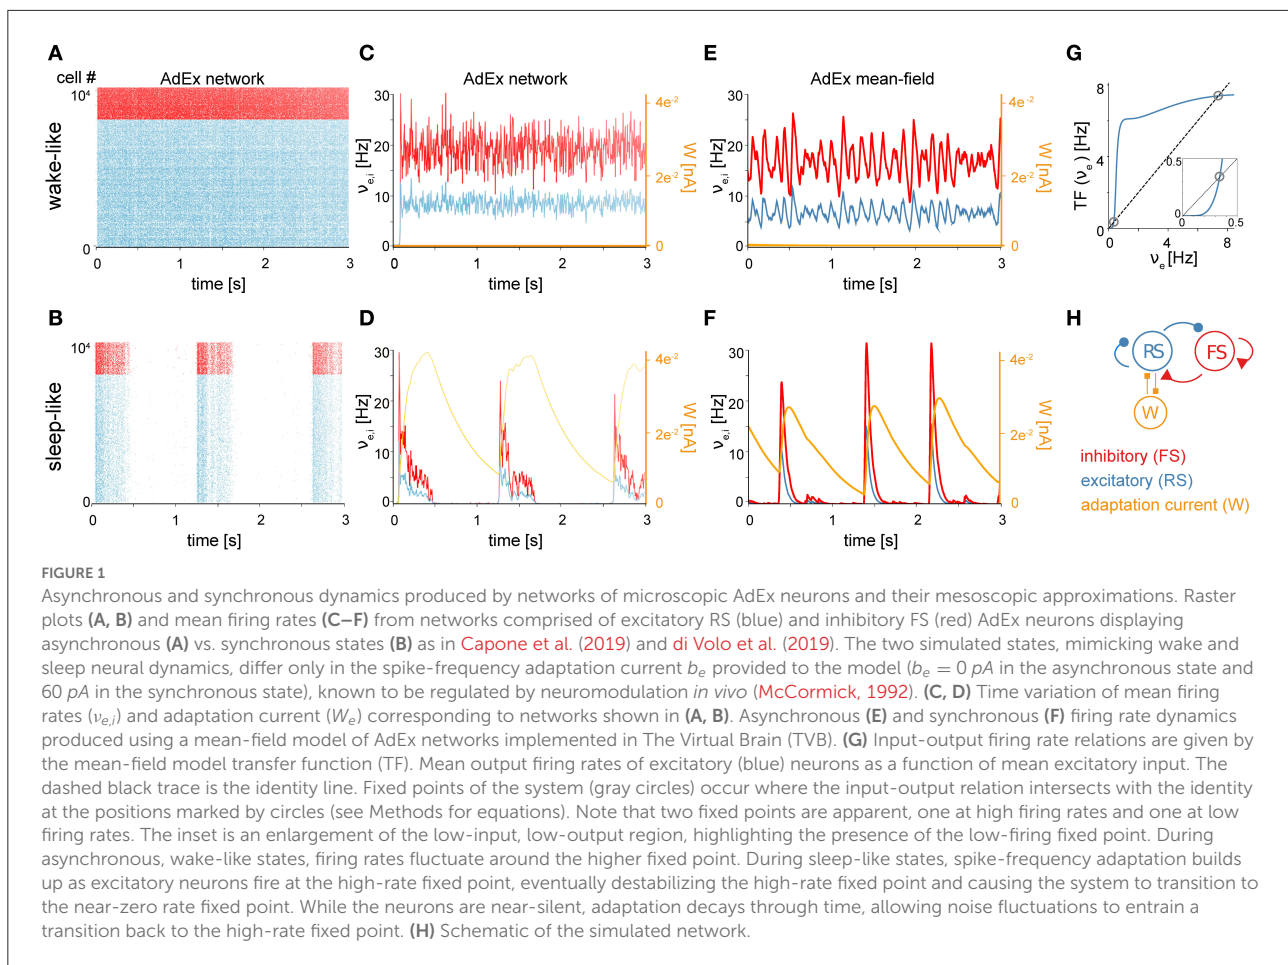 A
AdEx network
cell #
10⁴
wake-like
0
0 1 2 3
time [s]
C
AdEx network
30
20
10
0
ν e,i [Hz]
4e⁻²
2e⁻²
0
W [nA]
0 1 2 3
time [s]
E
AdEx mean-field
30
20
10
0
ν e,i [Hz]
4e⁻²
2e⁻²
0
W [nA]
0 1 2 3
time [s]
G
8
4
0
TF (ν e) [Hz]
0.5
0
0.5
0 4 8
ν e [Hz]
B
10⁴
sleep-like
0
0 1 2 3
time [s]
D
30
20
10
0
ν e,i [Hz]
4e⁻²
2e⁻²
0
W [nA]
0 1 2 3
time [s]
F
30
20
10
0
ν e,i [Hz]
4e⁻²
2e⁻²
0
W [nA]
0 1 2 3
time [s]
H
RS
FS
W
inhibitory (FS)
excitatory (RS)
adaptation current (W)
FIGURE 1
Asynchronous and synchronous dynamics produced by networks of microscopic AdEx neurons and their mesoscopic approximations. Raster
plots (A, B) and mean firing rates (C–F) from networks comprised of excitatory RS (blue) and inhibitory FS (red) AdEx neurons displaying
asynchronous (A) vs. synchronous states (B) as in Capone et al. (2019) and di Volo et al. (2019). The two simulated states, mimicking wake and
sleep neural dynamics, differ only in the spike-frequency adaptation current bₑ provided to the model (bₑ = 0 pA in the asynchronous state and
60 pA in the synchronous state), known to be regulated by neuromodulation in vivo (McCormick, 1992). (C, D) Time variation of mean firing
rates (νe,i) and adaptation current (Wₑ) corresponding to networks shown in (A, B). Asynchronous (E) and synchronous (F) firing rate dynamics
produced using a mean-field model of AdEx networks implemented in The Virtual Brain (TVB). (G) Input-output firing rate relations are given by
the mean-field model transfer function (TF). Mean output firing rates of excitatory (blue) neurons as a function of mean excitatory input. The
dashed black trace is the identity line. Fixed points of the system (gray circles) occur where the input-output relation intersects with the identity
at the positions marked by circles (see Methods for equations). Note that two fixed points are apparent, one at high firing rates and one at low
firing rates. The inset is an enlargement of the low-input, low-output region, highlighting the presence of the low-firing fixed point. During
asynchronous, wake-like states, firing rates fluctuate around the higher fixed point. During sleep-like states, spike-frequency adaptation builds
up as excitatory neurons fire at the high-rate fixed point, eventually destabilizing the high-rate fixed point and causing the system to transition to
the near-zero rate fixed point. While the neurons are near-silent, adaptation decays through time, allowing noise fluctuations to entrain a
transition back to the high-rate fixed point. (H) Schematic of the simulated network.